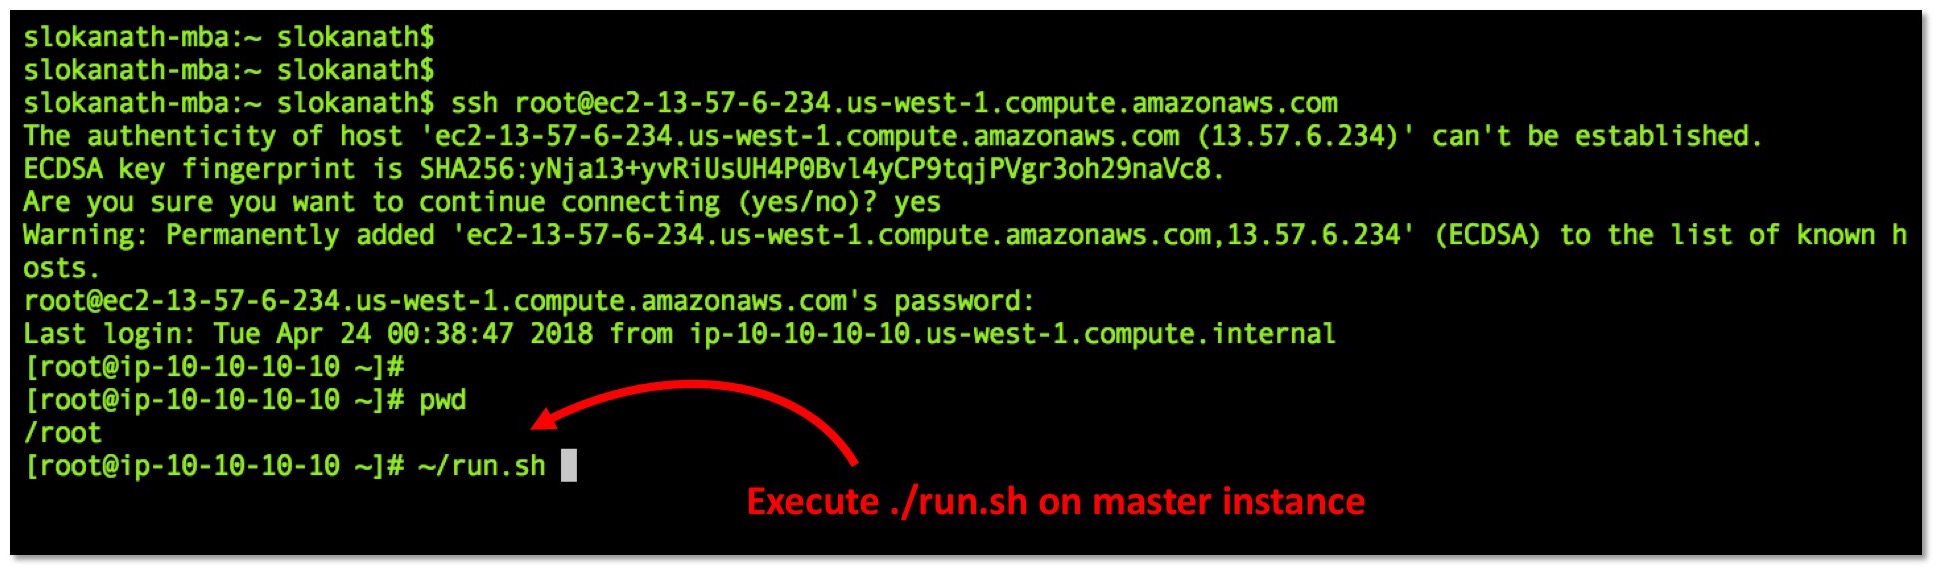 slokanath-mba:~ slokanath$
slokanath-mba:~ slokanath$
slokanath-mba:~ slokanath$ ssh root@ec2-13-57-6-234.us-west-1.compute.amazonaws.com
The authenticity of host 'ec2-13-57-6-234.us-west-1.compute.amazonaws.com (13.57.6.234)' can't be established.
ECDSA key fingerprint is SHA256:yNja13+yvRiUsUH4P0Bvl4yCP9tqjPVgr3oh29naVc8.
Are you sure you want to continue connecting (yes/no)? yes
Warning: Permanently added 'ec2-13-57-6-234.us-west-1.compute.amazonaws.com,13.57.6.234' (ECDSA) to the list of known h
osts.
root@ec2-13-57-6-234.us-west-1.compute.amazonaws.com's password:
Last login: Tue Apr 24 00:38:47 2018 from ip-10-10-10-10.us-west-1.compute.internal
[root@ip-10-10-10-10 ~]#
[root@ip-10-10-10-10 ~]# pwd
/root
[root@ip-10-10-10-10 ~]# ~/run.sh
Execute ./run.sh on master instance